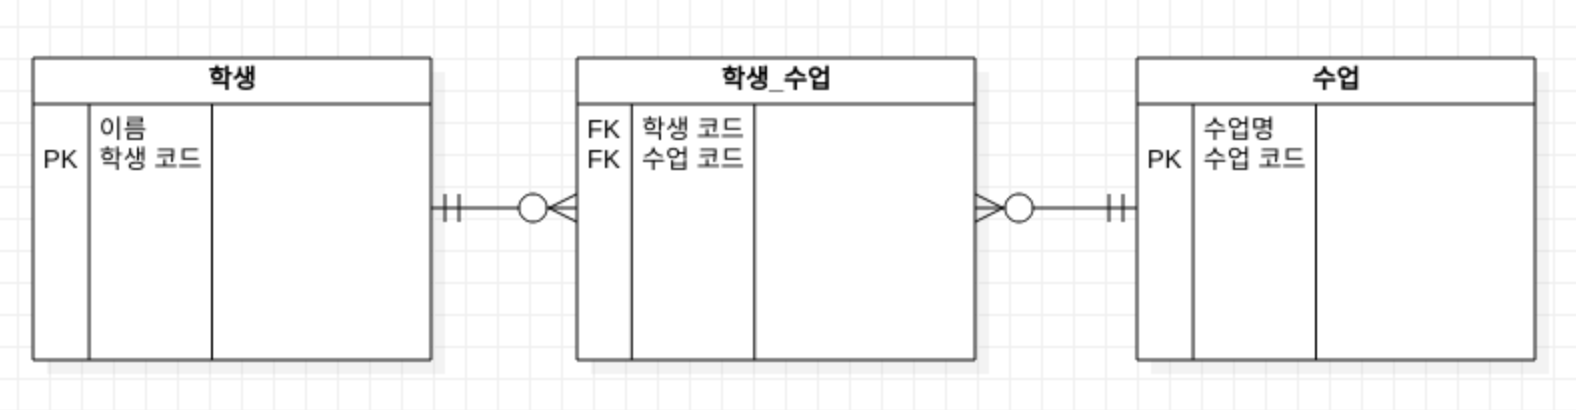 학생
이름
PK 학생 코드
학생_수업
FK 학생 코드
FK 수업 코드
수업
수업명
PK 수업 코드